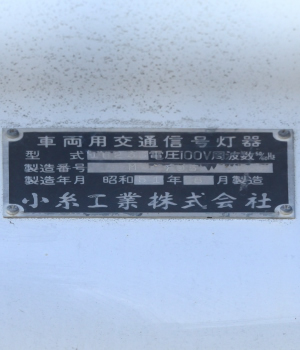 車両用交通信号灯器
型式 電圧100V周波数
製造番号
製造年月 昭和 年 月製造
小糸工業株式会社